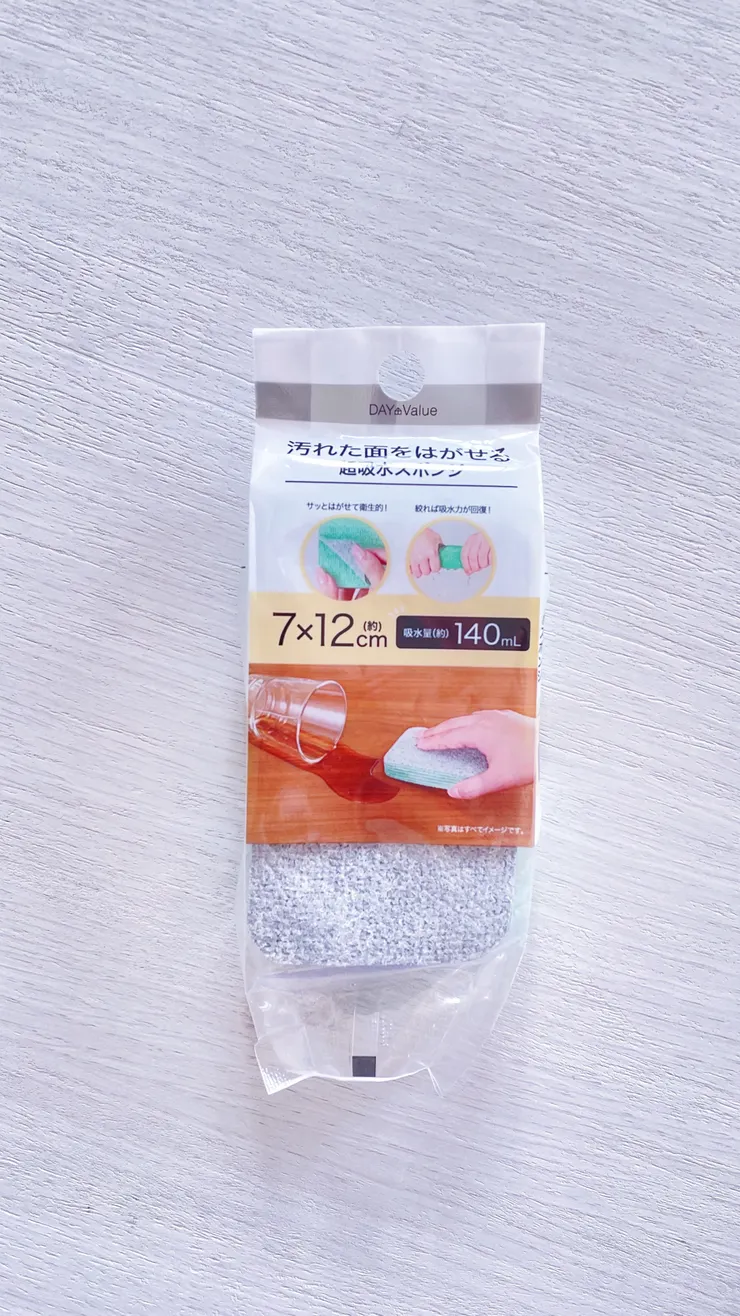 DAY Value
汚れた面をはがせる
超吸水スポンジ
サッとはがせて衛生的!
絞れば吸水力が回復!
7×12cm(約)
吸水量(約)140mL
※写真はすべてイメージです。